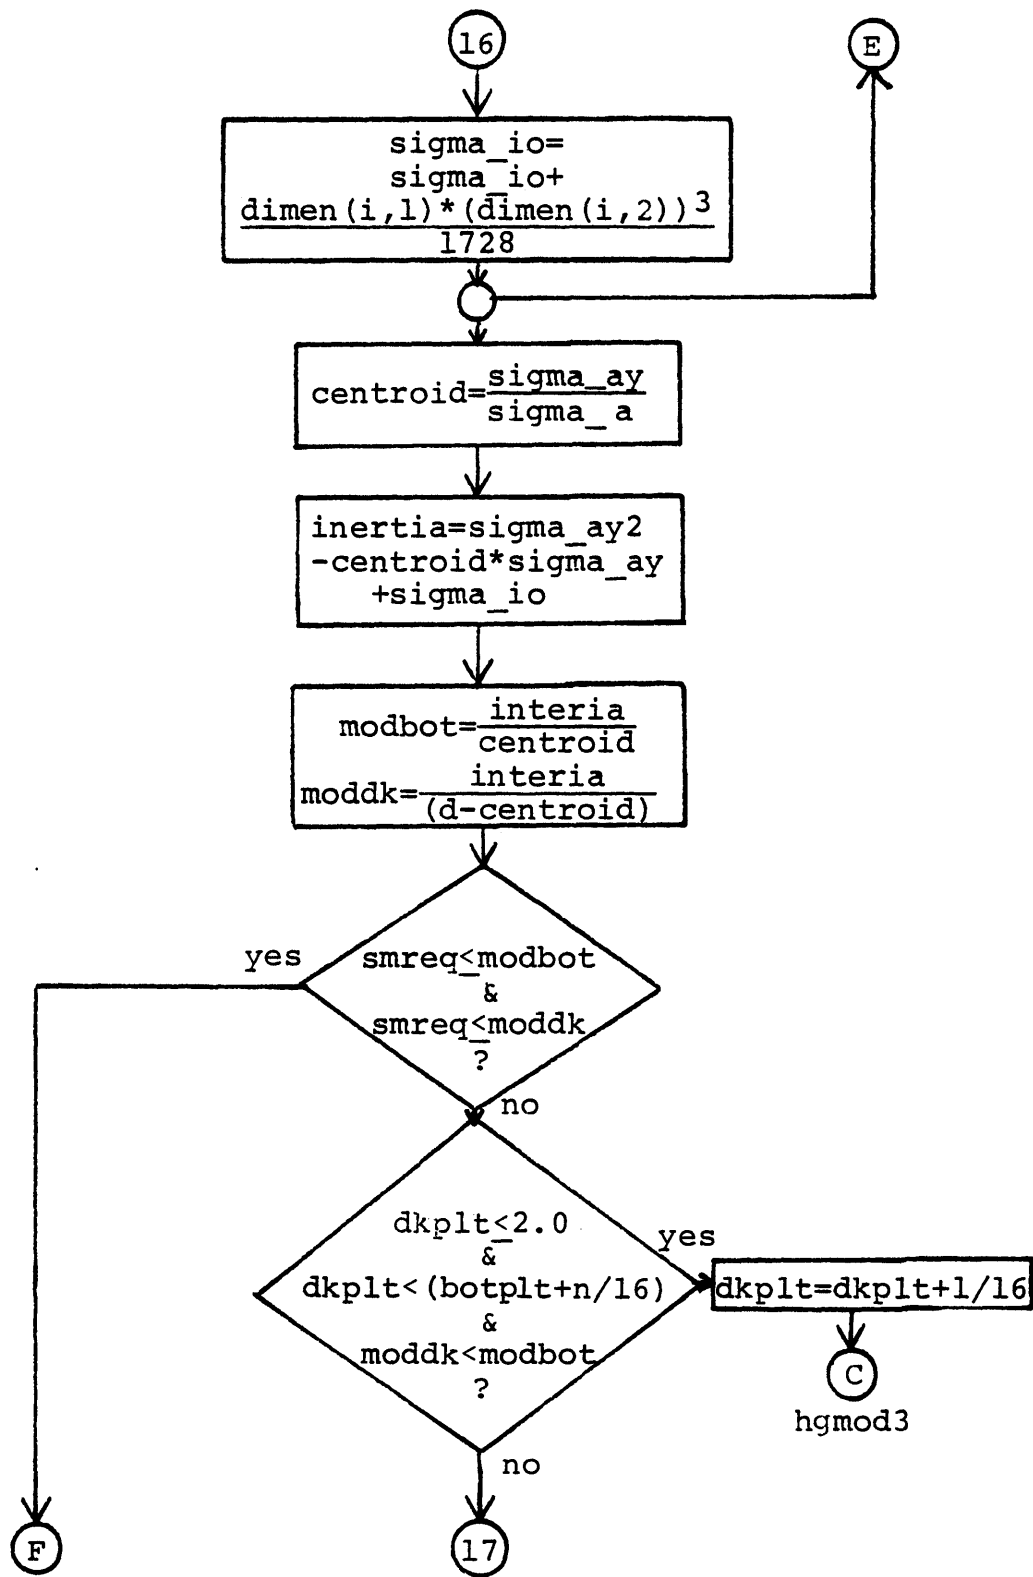 16
E
sigma_io=
sigma_io+
dimen(i,1)*(dimen(i,2))3
1728
centroid=sigma_ay
sigma_a
inertia=sigma_ay2
-centroid*sigma_ay
+sigma_io
modbot=interia
centroid
moddk=interia
(d-centroid)
yes
smreq≤modbot
&
smreq≤moddk
?
no
dkplt≤2.0
&
dkplt<(botplt+n/16)
&
moddk<modbot
?
yes
dkplt=dkplt+1/16
C
hgmod3
no
F
17